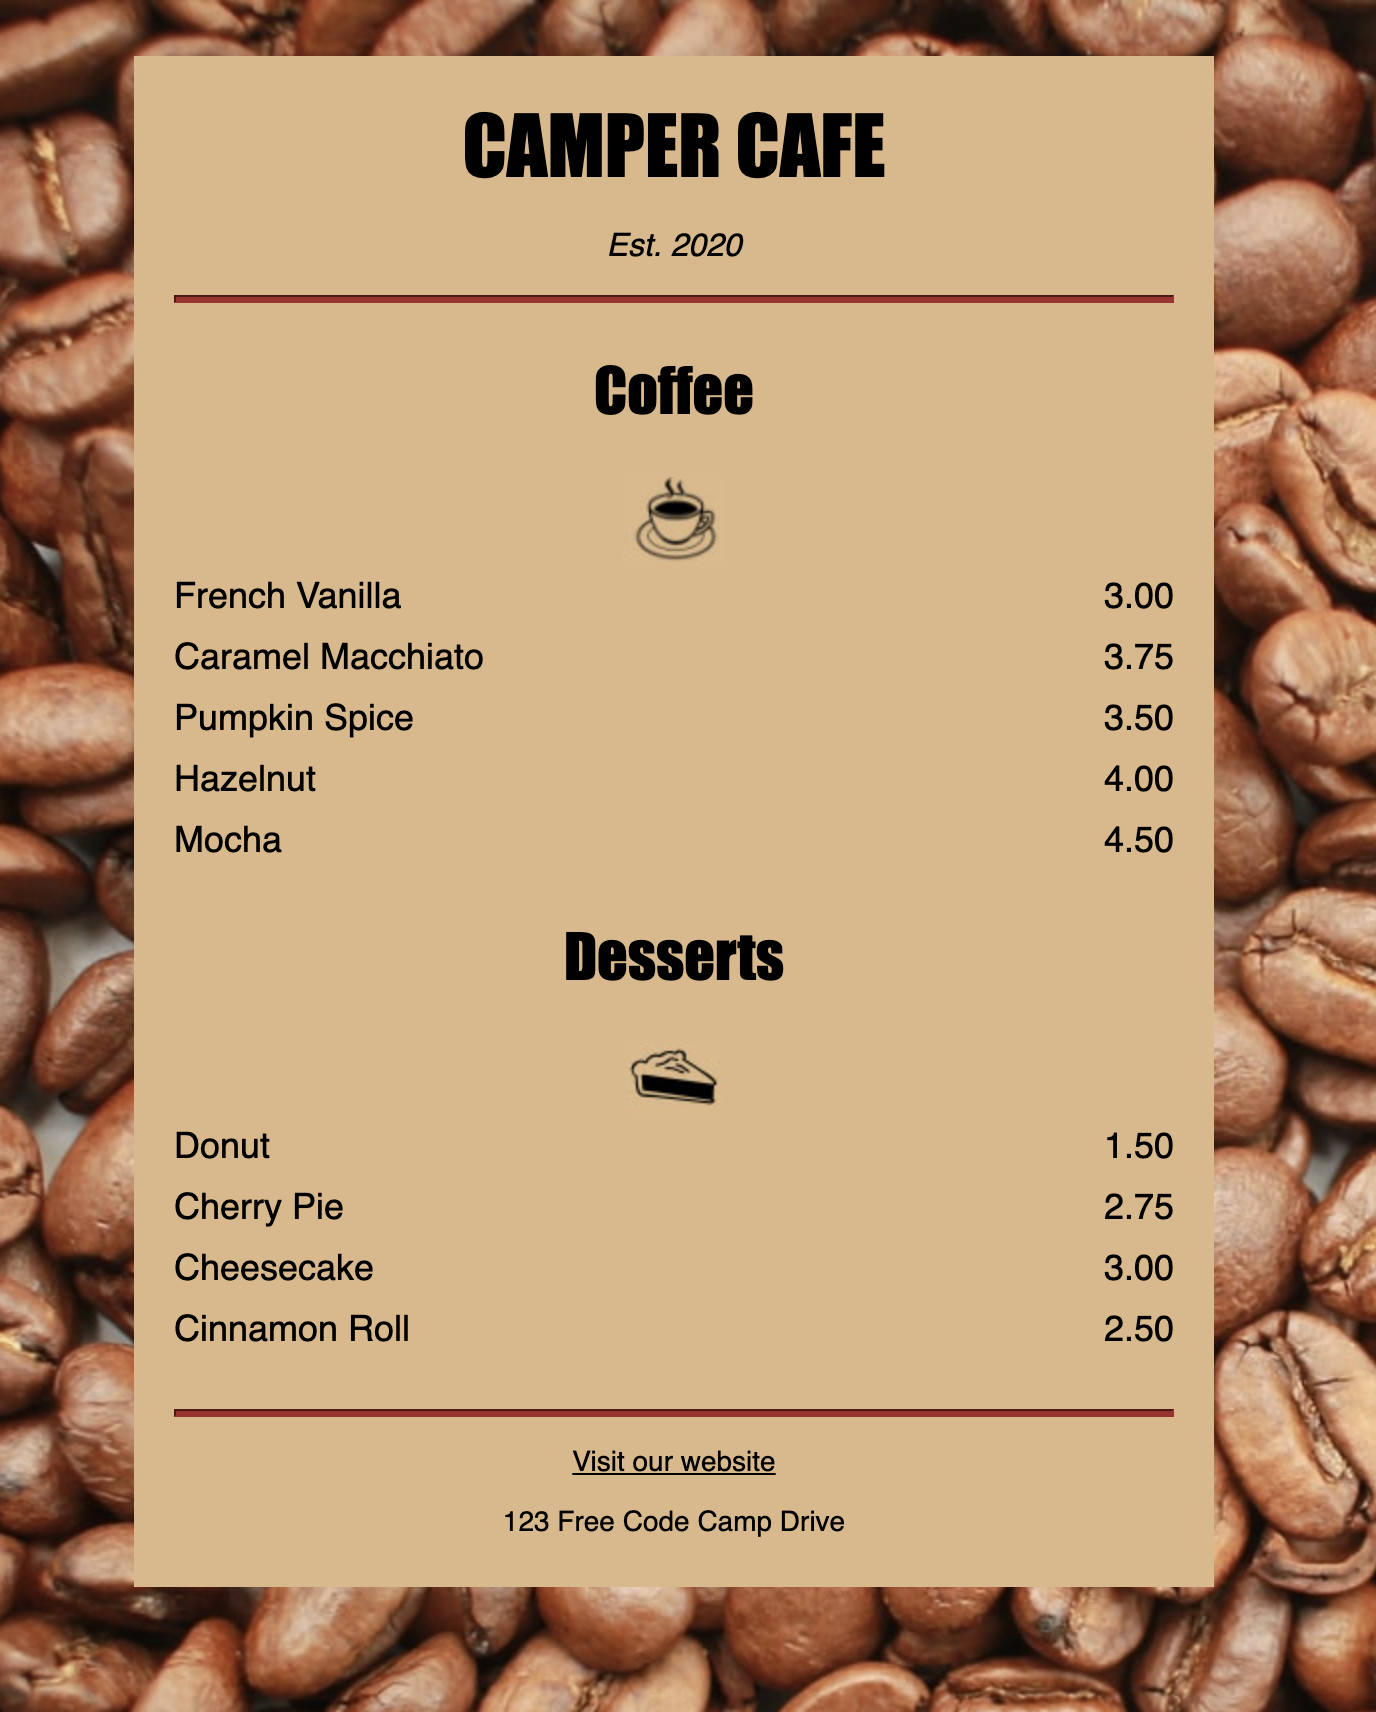 CAMPER CAFE
Est. 2020
Coffee
French Vanilla 3.00
Caramel Macchiato 3.75
Pumpkin Spice 3.50
Hazelnut 4.00
Mocha 4.50
Desserts
Donut 1.50
Cherry Pie 2.75
Cheesecake 3.00
Cinnamon Roll 2.50
Visit our website
123 Free Code Camp Drive